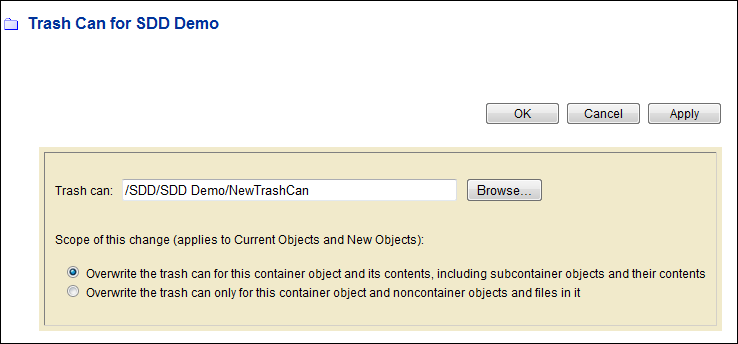 Trash Can for SDD Demo
OK Cancel Apply
Trash can: /SDD/SDD Demo/NewTrashCan Browse...
Scope of this change (applies to Current Objects and New Objects):
Overwrite the trash can for this container object and its contents, including subcontainer objects and their contents
Overwrite the trash can only for this container object and noncontainer objects and files in it